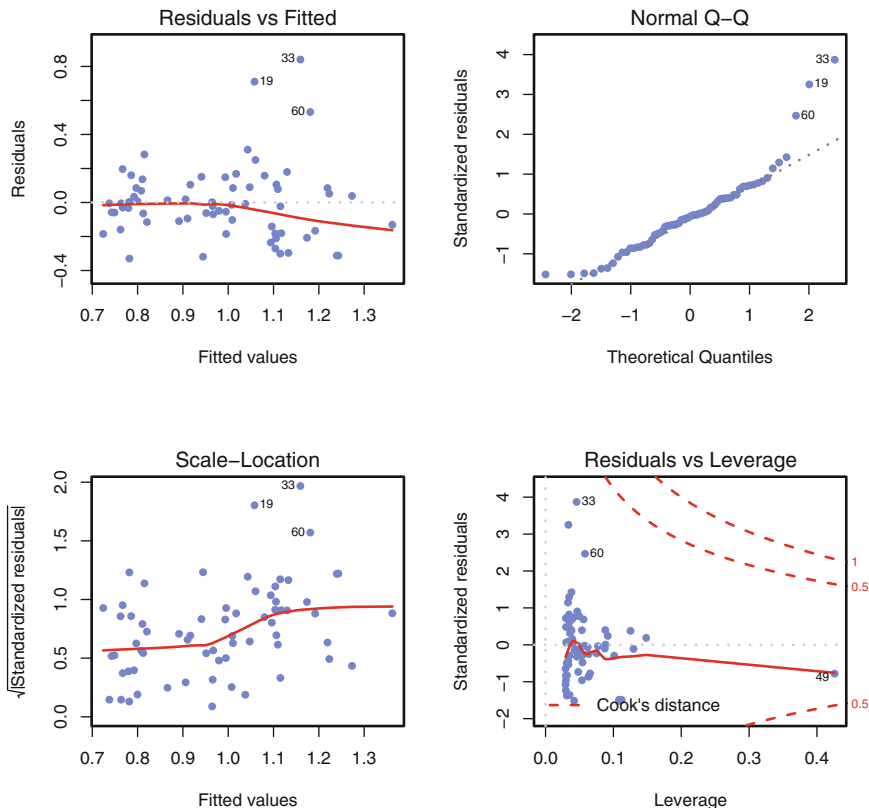 Residuals vs Fitted
Residuals
0.8
0.4
0.0
−0.4
33
19
60
0.7 0.8 0.9 1.0 1.1 1.2 1.3
Fitted values
Normal Q−Q
Standardized residuals
4
3
2
1
0
−1
33
19
60
−2 −1 0 1 2
Theoretical Quantiles
Scale−Location
√|Standardized residuals|
2.0
1.5
1.0
0.5
0.0
33
19
60
0.7 0.8 0.9 1.0 1.1 1.2 1.3
Fitted values
Residuals vs Leverage
Standardized residuals
4
3
2
1
0
−1
−2
33
60
49
1
0.5
0.5
Cook's distance
0.0 0.1 0.2 0.3 0.4
Leverage